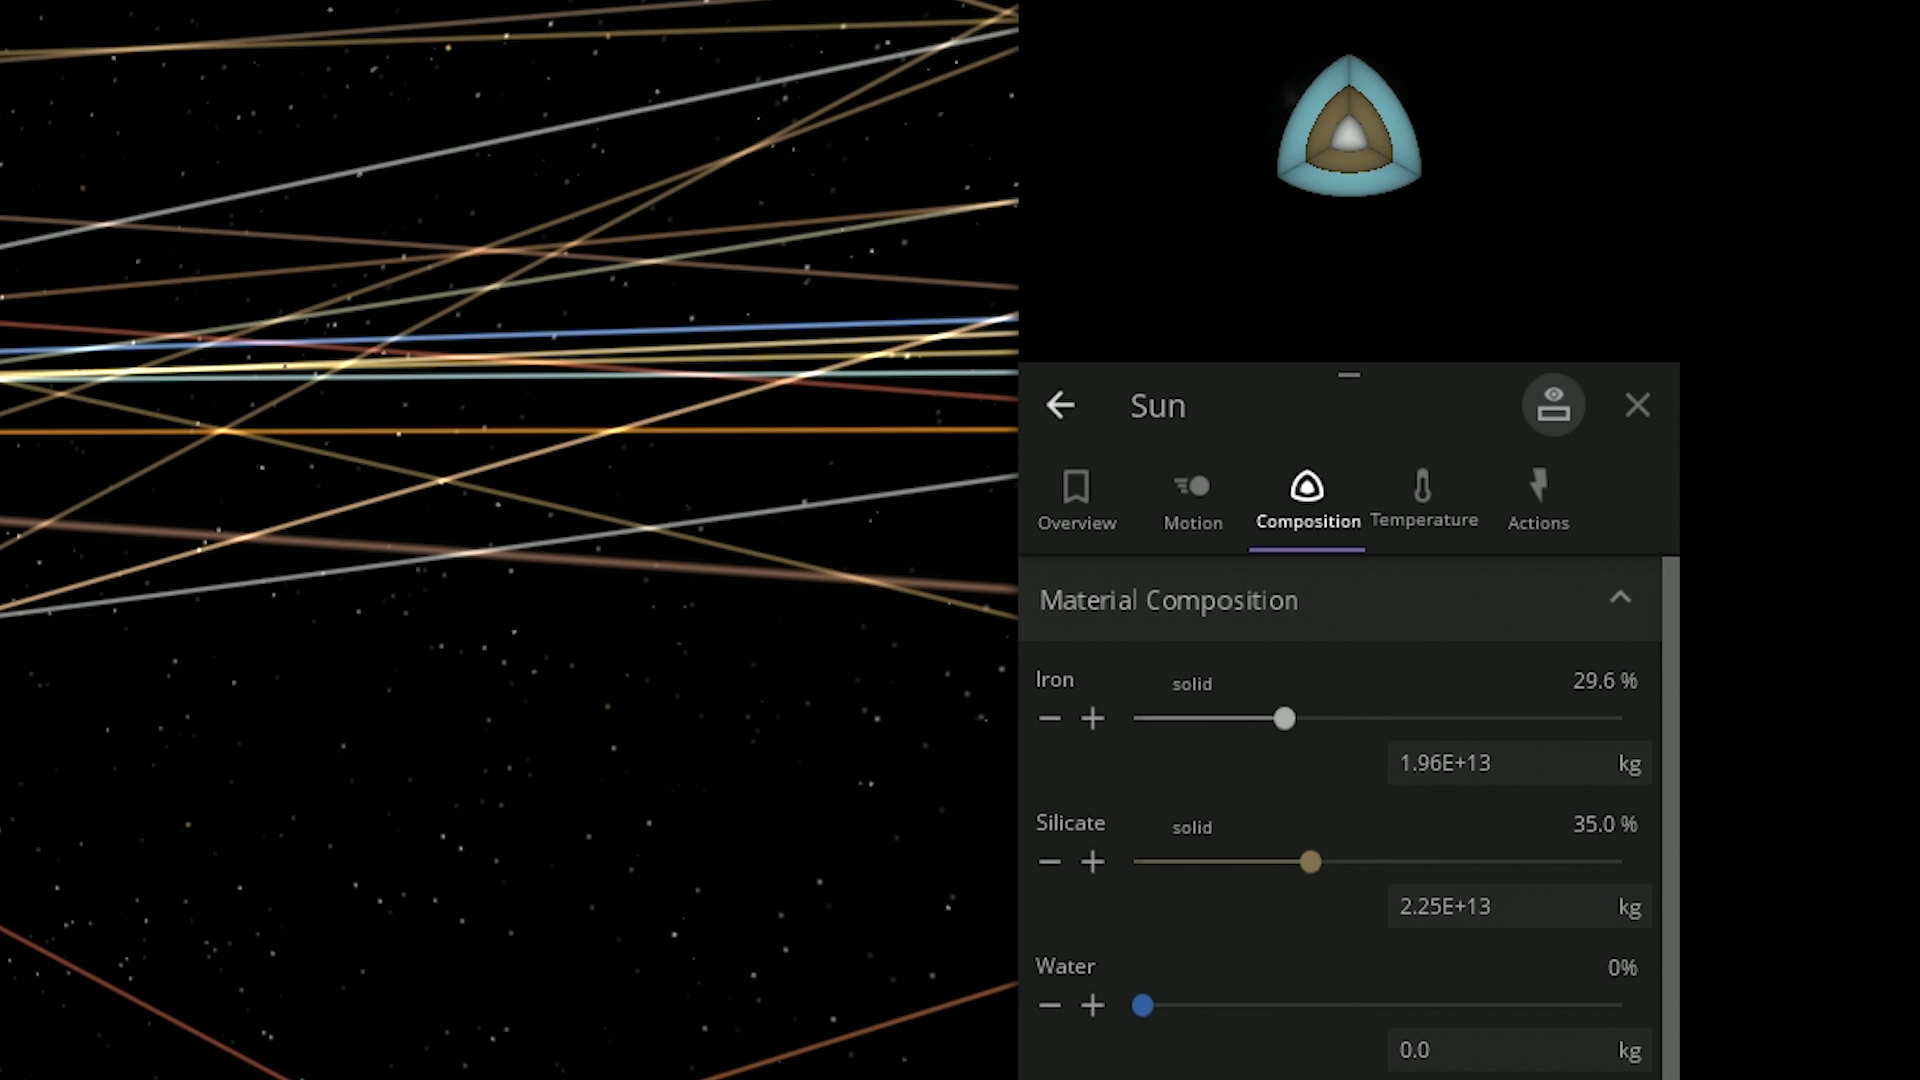 Sun
Overview Motion Composition Temperature Actions
Material Composition
Iron solid 29.6 %
1.96E+13 kg
Silicate solid 35.0 %
2.25E+13 kg
Water 0%
0.0 kg